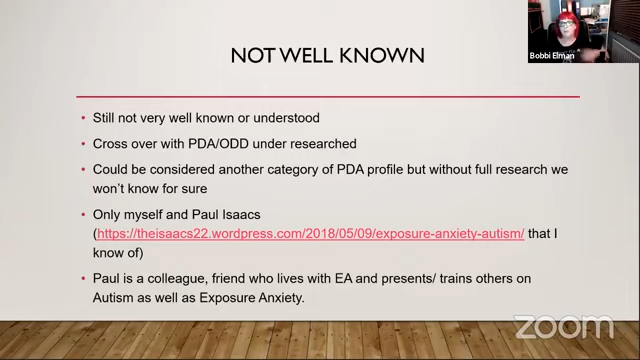 Bobbi Elman
NOT WELL KNOWN
• Still not very well known or understood
• Cross over with PDA/ODD under researched
• Could be considered another category of PDA profile but without full research we
won't know for sure
• Only myself and Paul Isaacs
(https://theisaacs22.wordpress.com/2018/05/09/exposure-anxiety-autism/ that I
know of)
• Paul is a colleague, friend who lives with EA and presents/ trains others on
Autism as well as Exposure Anxiety.
zoom